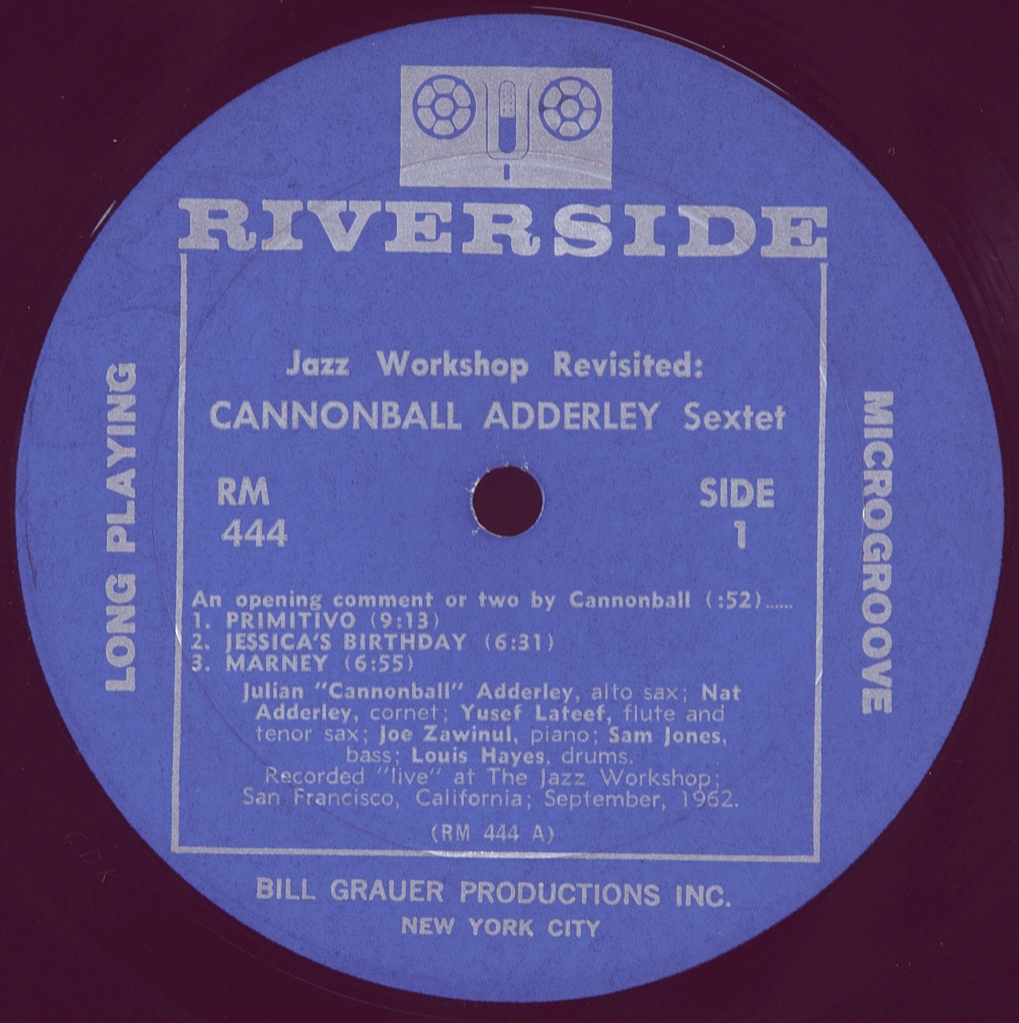 RIVERSIDE
Jazz Workshop Revisited:
CANNONBALL ADDERLEY Sextet
RM
444
SIDE
1
LONG PLAYING
MICROGROOVE
An opening comment or two by Cannonball (:52)......
1. PRIMITIVO (9:13)
2. JESSICA'S BIRTHDAY (6:31)
3. MARNEY (6:55)
Julian "Cannonball" Adderley, alto sax; Nat
Adderley, cornet; Yusef Lateef, flute and
tenor sax; Joe Zawinul, piano; Sam Jones,
bass; Louis Hayes, drums.
Recorded "live" at The Jazz Workshop;
San Francisco, California; September, 1962.
(RM 444 A)
BILL GRAUER PRODUCTIONS INC.
NEW YORK CITY